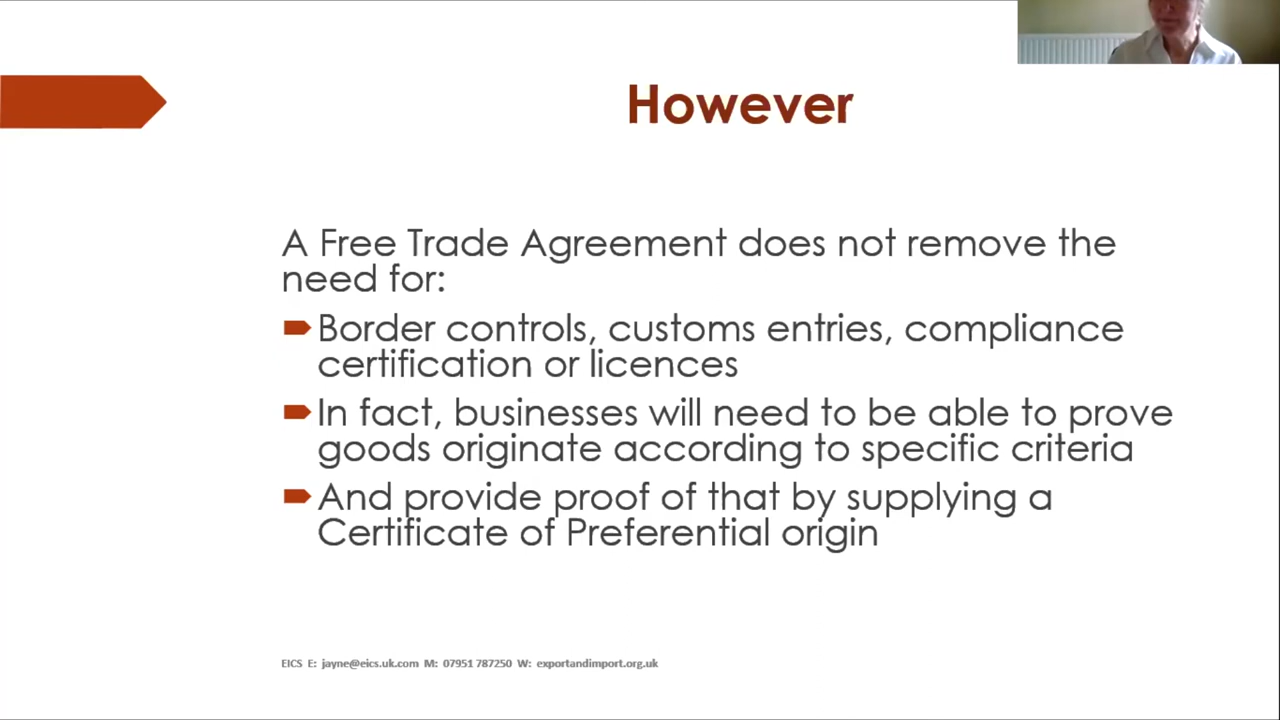 However
A Free Trade Agreement does not remove the
need for:
Border controls, customs entries, compliance
certification or licences
In fact, businesses will need to be able to prove
goods originate according to specific criteria
And provide proof of that by supplying a
Certificate of Preferential origin
EICS E: jayne@eics.uk.com M: 07951 787250 W: exportandimport.org.uk